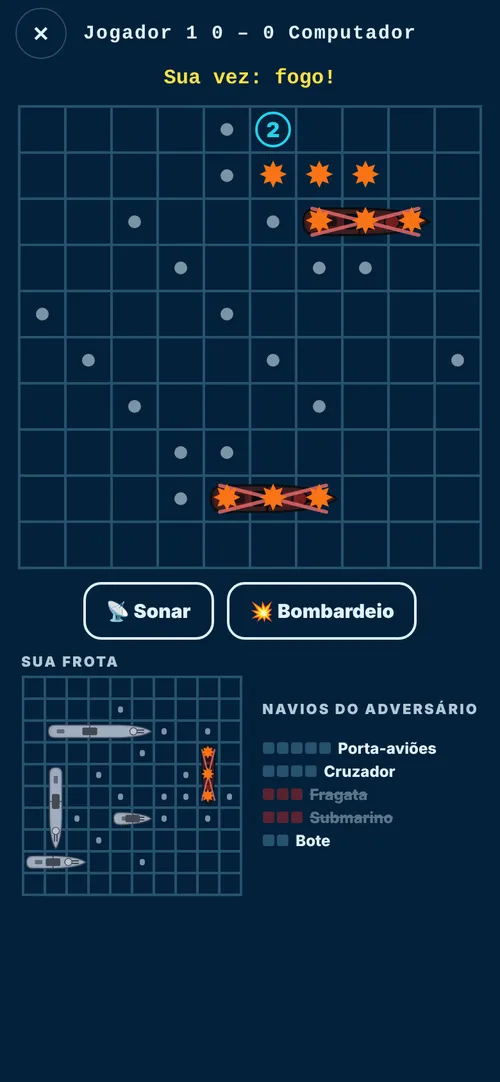 × Jogador 1 0 – 0 Computador
Sua vez: fogo!
2
Sonar
Bombardeio
SUA FROTA
NAVIOS DO ADVERSÁRIO
Porta-aviões
Cruzador
Fragata
Submarino
Bote